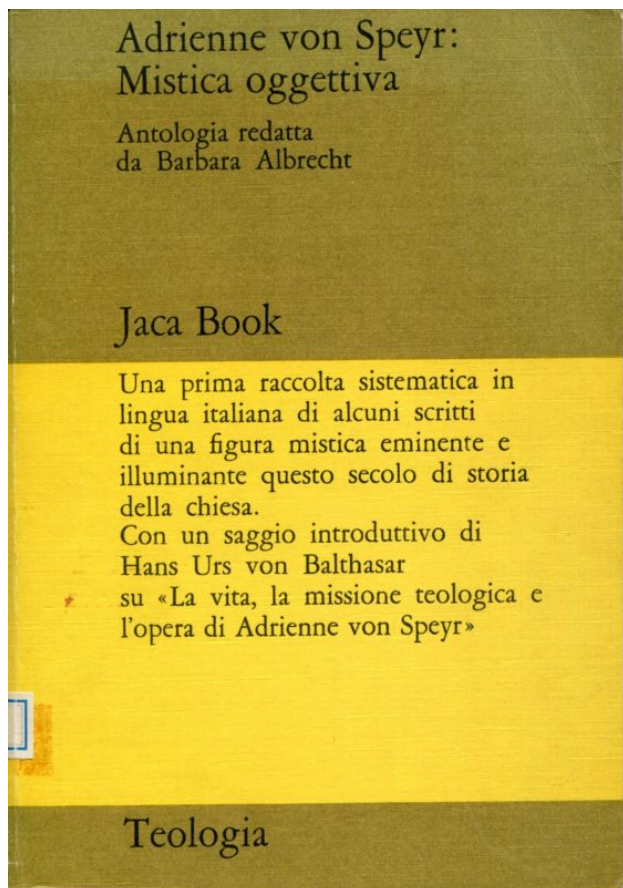 Adrienne von Speyr:
Mistica oggettiva
Antologia redatta
da Barbara Albrecht
Jaca Book
Una prima raccolta sistematica in
lingua italiana di alcuni scritti
di una figura mistica eminente e
illuminante questo secolo di storia
della chiesa.
Con un saggio introduttivo di
Hans Urs von Balthasar
su «La vita, la missione teologica e
l'opera di Adrienne von Speyr»
Teologia